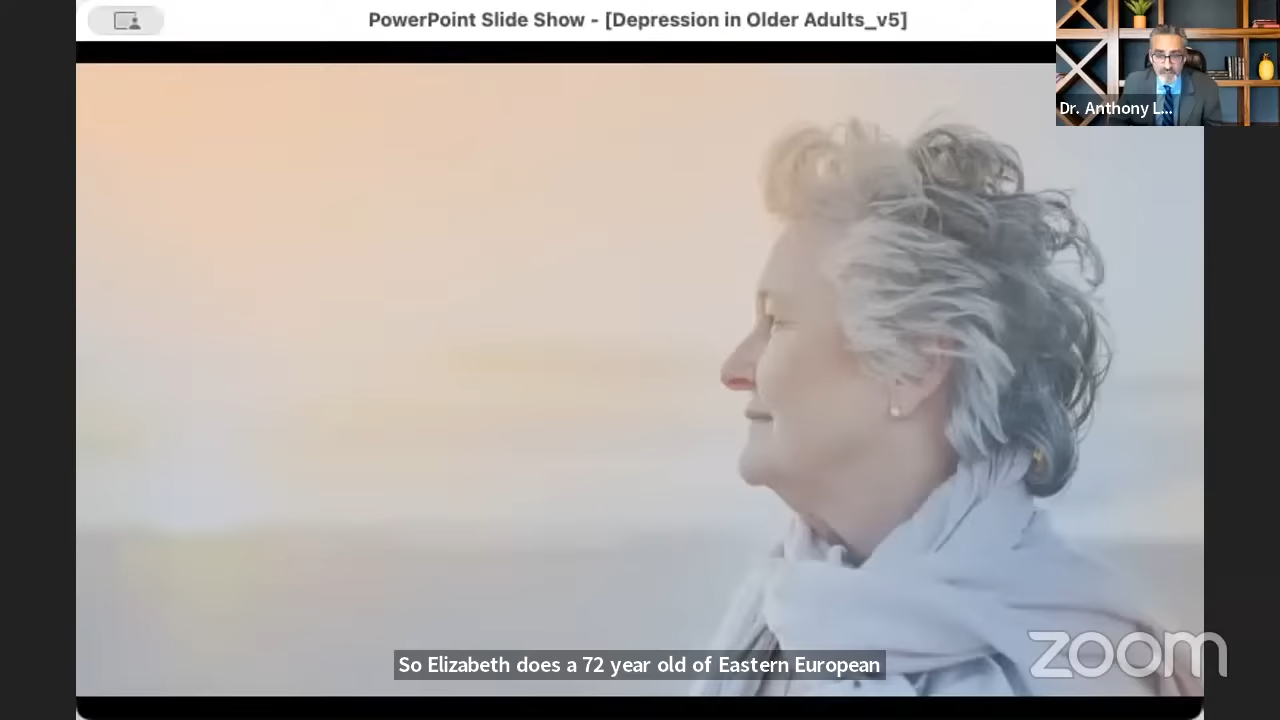 PowerPoint Slide Show - [Depression in Older Adults_v5]
Dr. Anthony L...
So Elizabeth does a 72 year old of Eastern European
zoom